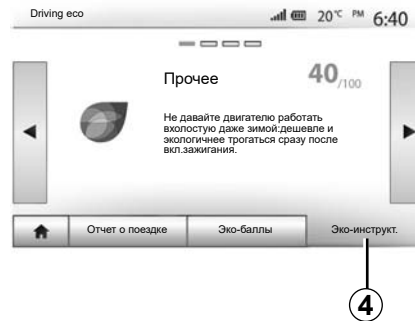 Driving eco
20°C PM 6:40
Прочее
40/100
Не давайте двигателю работать
вхолостую даже зимой:дешевле и
экологичнее трогаться сразу после
вкл.зажигания.
Отчет о поездке
Эко-баллы
Эко-инструкт.
4